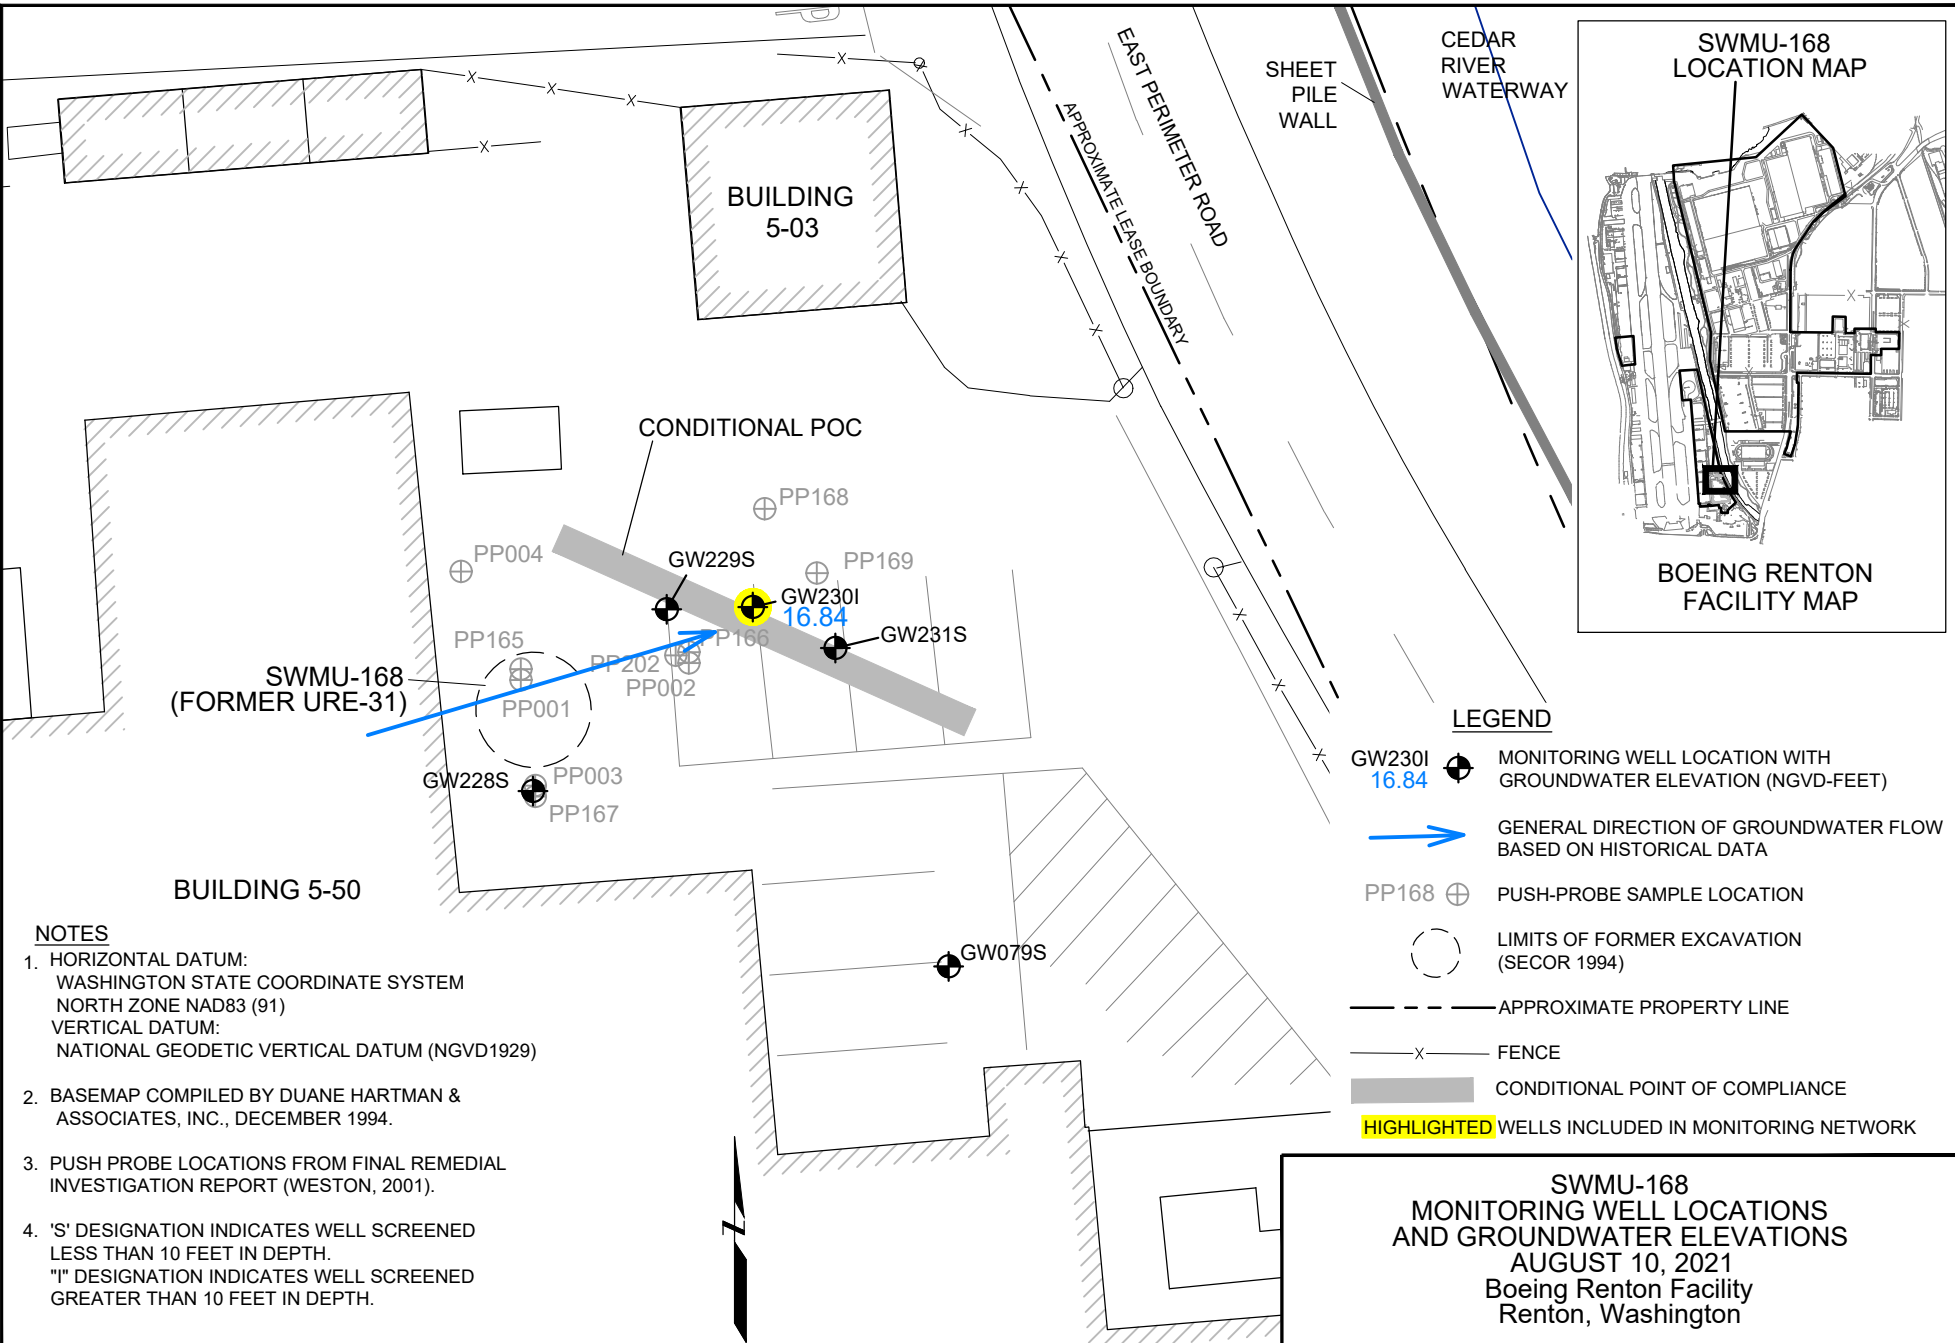 SWMU-168
LOCATION MAP
BOEING RENTON
FACILITY MAP
CEDAR
RIVER
WATERWAY
SHEET
PILE
WALL
EAST PERIMETER ROAD
APPROXIMATE LEASE BOUNDARY
BUILDING
5-03
CONDITIONAL POC
PP168
PP004
GW229S
PP169
GW230I
16.84
PP165
PP166
GW231S
PP202
PP002
SWMU-168
(FORMER URE-31)
PP001
GW228S
PP003
PP167
BUILDING 5-50
GW079S
NOTES
1. HORIZONTAL DATUM:
WASHINGTON STATE COORDINATE SYSTEM
NORTH ZONE NAD83 (91)
VERTICAL DATUM:
NATIONAL GEODETIC VERTICAL DATUM (NGVD1929)
2. BASEMAP COMPILED BY DUANE HARTMAN &
ASSOCIATES, INC., DECEMBER 1994.
3. PUSH PROBE LOCATIONS FROM FINAL REMEDIAL
INVESTIGATION REPORT (WESTON, 2001).
4. 'S' DESIGNATION INDICATES WELL SCREENED
LESS THAN 10 FEET IN DEPTH.
"I" DESIGNATION INDICATES WELL SCREENED
GREATER THAN 10 FEET IN DEPTH.
N
LEGEND
GW230I
16.84
MONITORING WELL LOCATION WITH
GROUNDWATER ELEVATION (NGVD-FEET)
GENERAL DIRECTION OF GROUNDWATER FLOW
BASED ON HISTORICAL DATA
PP168 PUSH-PROBE SAMPLE LOCATION
LIMITS OF FORMER EXCAVATION
(SECOR 1994)
APPROXIMATE PROPERTY LINE
X FENCE
CONDITIONAL POINT OF COMPLIANCE
HIGHLIGHTED WELLS INCLUDED IN MONITORING NETWORK
SWMU-168
MONITORING WELL LOCATIONS
AND GROUNDWATER ELEVATIONS
AUGUST 10, 2021
Boeing Renton Facility
Renton, Washington